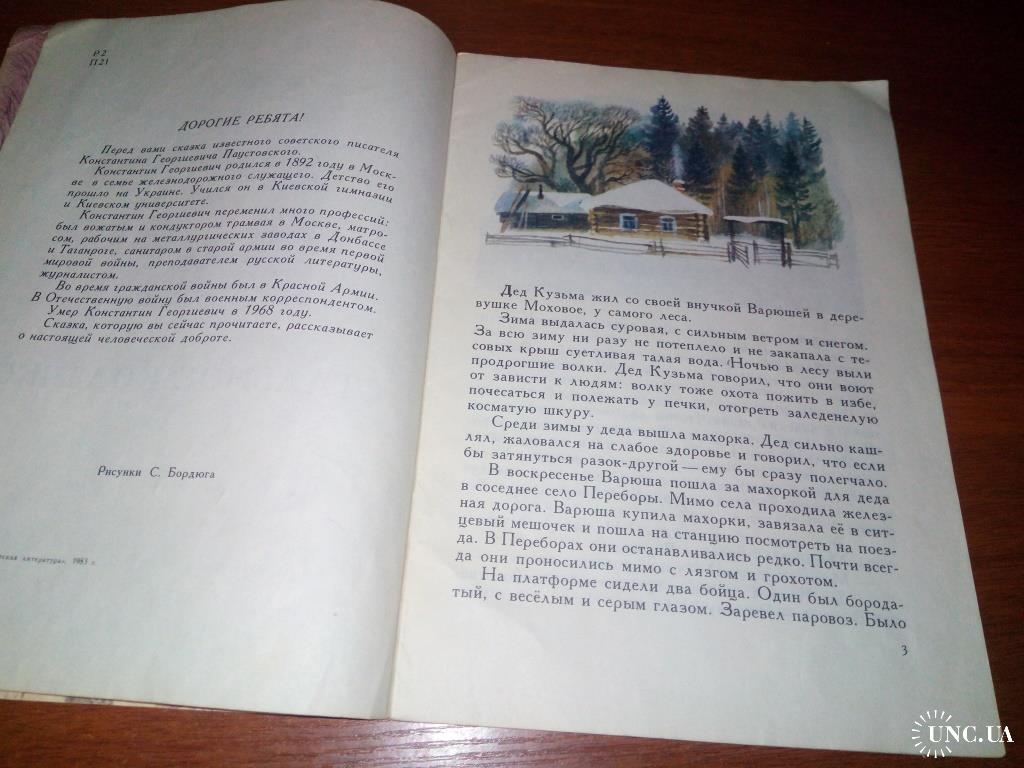 Р2
П21
ДОРОГИЕ РЕБЯТА!
Перед вами сказка известного советского писателя
Константина Георгиевича Паустовского.
Константин Георгиевич родился в 1892 году в Моск-
ве в семье железнодорожного служащего. Детство его
прошло на Украине. Учился он в Киевской гимназии
и Киевском университете.
Константин Георгиевич переменил много профессий:
был вожатым и кондуктором трамвая в Москве, матро-
сом, рабочим на металлургических заводах в Донбассе
и Таганроге, санитаром в старой армии во время первой
мировой войны, преподавателем русской литературы,
журналистом.
Во время гражданской войны был в Красной Армии.
В Отечественную войну был военным корреспондентом.
Умер Константин Георгиевич в 1968 году.
Сказка, которую вы сейчас прочитаете, рассказывает
о настоящей человеческой доброте.
Рисунки С. Бордюга
литература», 1983 г.
Дед Кузьма жил со своей внучкой Варюшей в дере-
вушке Моховое, у самого леса.
Зима выдалась суровая, с сильным ветром и снегом.
За всю зиму ни разу не потеплело и не закапала с те-
совых крыш суетливая талая вода. Ночью в лесу выли
продрогшие волки. Дед Кузьма говорил, что они воют
от зависти к людям: волку тоже охота пожить в избе,
почесаться и полежать у печки, отогреть заледенелую
косматую шкуру.
Среди зимы у деда вышла махорка. Дед сильно каш-
лял, жаловался на слабое здоровье и говорил, что если
бы затянуться разок-другой — ему бы сразу полегчало.
В воскресенье Варюша пошла за махоркой для деда
в соседнее село Переборы. Мимо села проходила желез-
ная дорога. Варюша купила махорки, завязала её в сит-
цевый мешочек и пошла на станцию посмотреть на поез-
да. В Переборах они останавливались редко. Почти всег-
да они проносились мимо с лязгом и грохотом.
На платформе сидели два бойца. Один был борода-
тый, с весёлым и серым глазом. Заревел паровоз. Было
3
UNC.UA